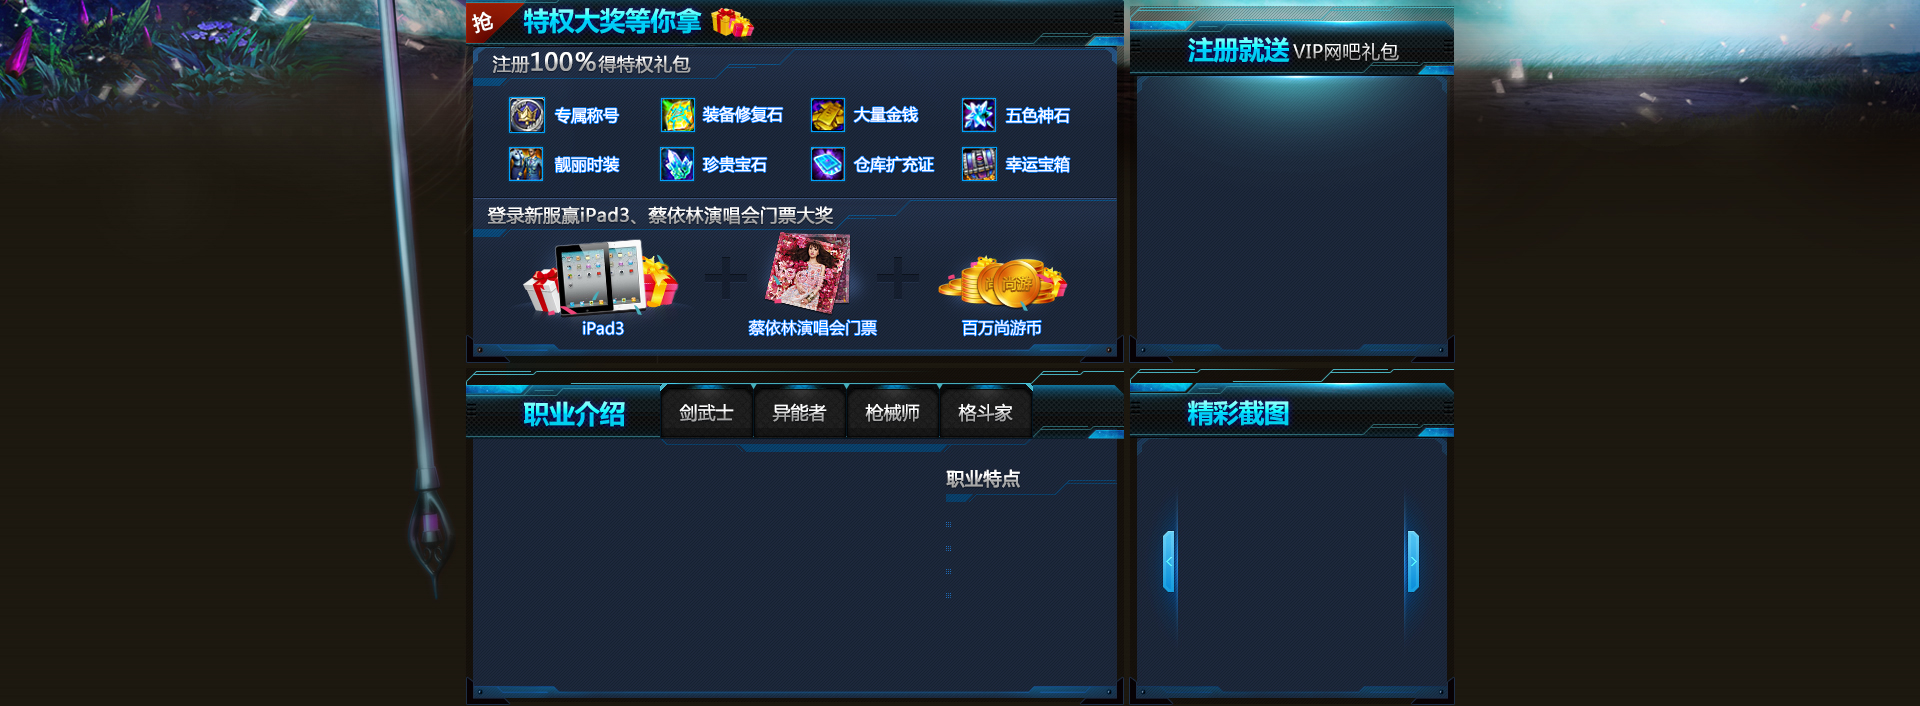 抢 特权大奖等你拿
注册100%得特权礼包
专属称号 装备修复石 大量金钱 五色神石
靓丽时装 珍贵宝石 仓库扩充证 幸运宝箱
登录新服赢iPad3、蔡依林演唱会门票大奖
尚游
iPad3 蔡依林演唱会门票 百万尚游币
注册就送VIP网吧礼包
职业介绍 剑武士 异能者 枪械师 格斗家
职业特点
精彩截图